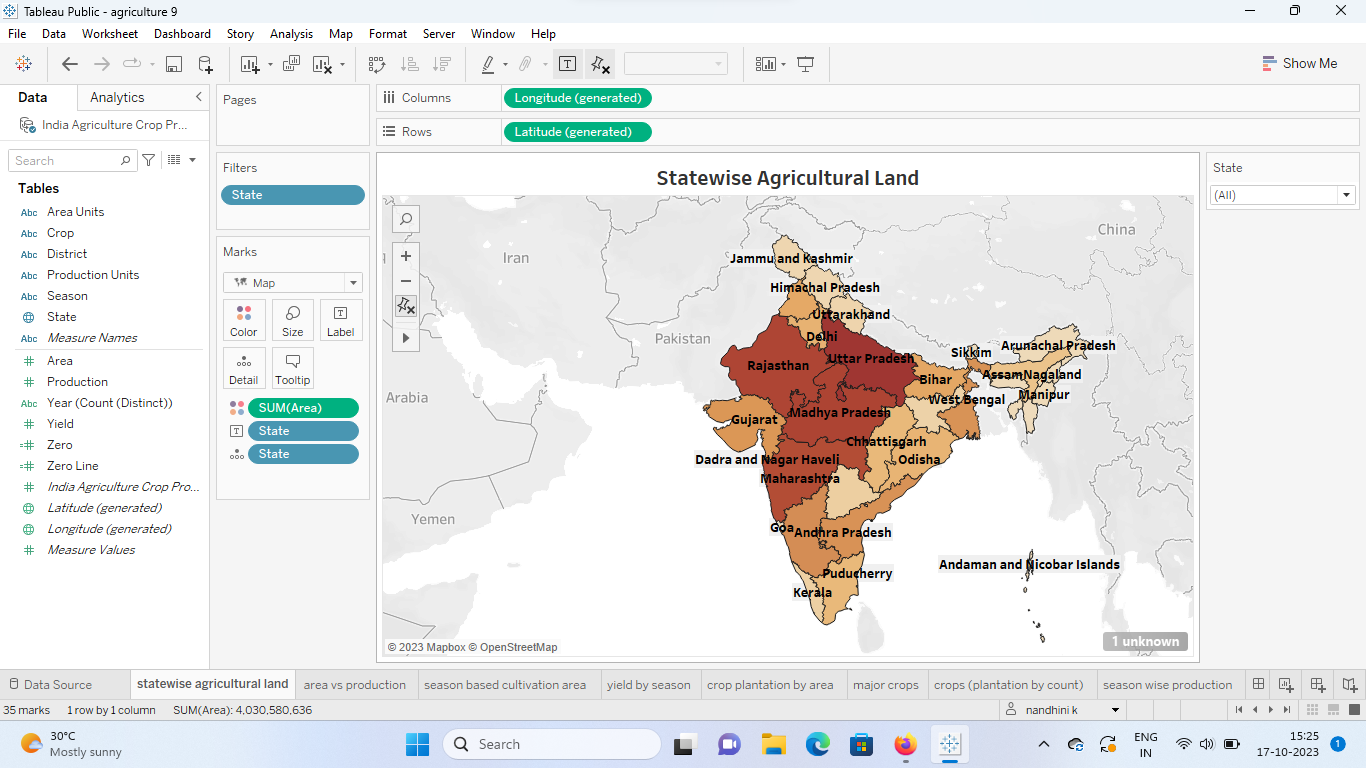 Tableau Public - agriculture 9
File Data Worksheet Dashboard Story Analysis Map Format Server Window Help
Show Me
Data Analytics
India Agriculture Crop Pr...
Search
Tables
Abc Area Units
Abc Crop
Abc District
Abc Production Units
Abc Season
State
Abc Measure Names
Area
Production
Year (Count (Distinct))
Yield
Zero
Zero Line
India Agriculture Crop Pro...
Latitude (generated)
Longitude (generated)
Measure Values
Pages
Filters
State
Marks
Map
Color Size Label
Detail Tooltip
SUM(Area)
State
State
Columns Longitude (generated)
Rows Latitude (generated)
Statewise Agricultural Land
China
Iran
Jammu and Kashmir
Himachal Pradesh
Uttarakhand
Pakistan
Delhi
Arunachal Pradesh
Sikkim
Uttar Pradesh
Rajasthan
Assam Nagaland
Bihar
Manipur
Arabia
West Bengal
Madhya Pradesh
Gujarat
Chhattisgarh
Dadra and Nagar Haveli
Odisha
Maharashtra
Yemen
Goa
Andhra Pradesh
Andaman and Nicobar Islands
Puducherry
Kerala
1 unknown
© 2023 Mapbox © OpenStreetMap
State
(All)
Data Source statewise agricultural land area vs production season based cultivation area yield by season crop plantation by area major crops crops (plantation by count) season wise production
35 marks 1 row by 1 column SUM(Area): 4,030,580,636
nandhini k
30°C
Mostly sunny
Search
ENG
IN
15:25
17-10-2023
1